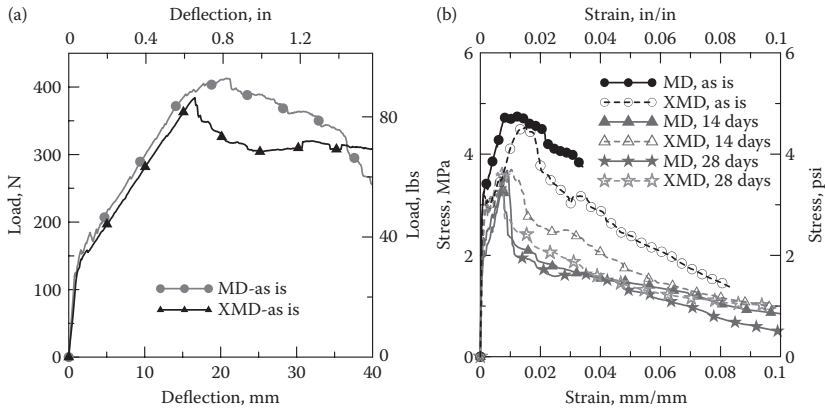 (a)
Deflection, in
0 0.4 0.8 1.2
400
300
200
100
0
Load, N
80
40
0
Load, lbs
MD-as is
XMD-as is
0 10 20 30 40
Deflection, mm
(b)
Strain, in/in
0 0.02 0.04 0.06 0.08 0.1
6
4
2
0
Stress, MPa
6
4
2
0
Stress, psi
MD, as is
XMD, as is
MD, 14 days
XMD, 14 days
MD, 28 days
XMD, 28 days
0 0.02 0.04 0.06 0.08 0.1
Strain, mm/mm